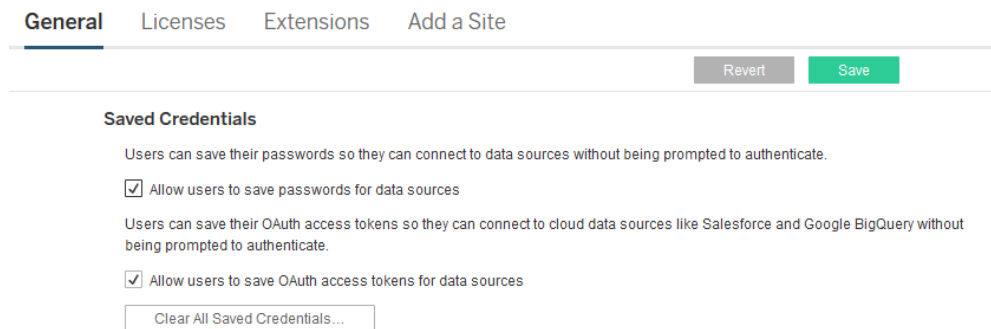 General Licenses Extensions Add a Site
Revert Save
Saved Credentials
Users can save their passwords so they can connect to data sources without being prompted to authenticate.
Allow users to save passwords for data sources
Users can save their OAuth access tokens so they can connect to cloud data sources like Salesforce and Google BigQuery without
being prompted to authenticate.
Allow users to save OAuth access tokens for data sources
Clear All Saved Credentials...